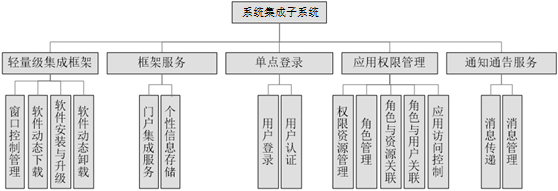 系统集成子系统
轻量级集成框架
框架服务
单点登录
应用权限管理
通知通告服务
窗口控制管理
软件动态下载
软件安装与升级
软件动态卸载
门户集成服务
个性信息存储
用户登录
用户认证
权限资源管理
角色管理
角色与资源关联
角色与用户关联
应用访问控制
消息传递
消息管理